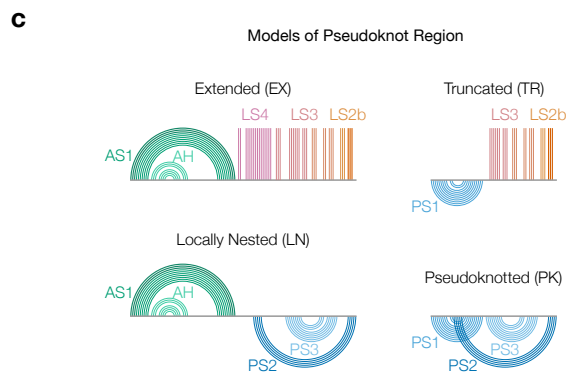 c
Models of Pseudoknot Region
Extended (EX)
Truncated (TR)
LS4 LS3 LS2b
LS3 LS2b
AS1
AH
PS1
Locally Nested (LN)
Pseudoknotted (PK)
AS1
AH
PS3
PS2
PS1
PS3
PS2